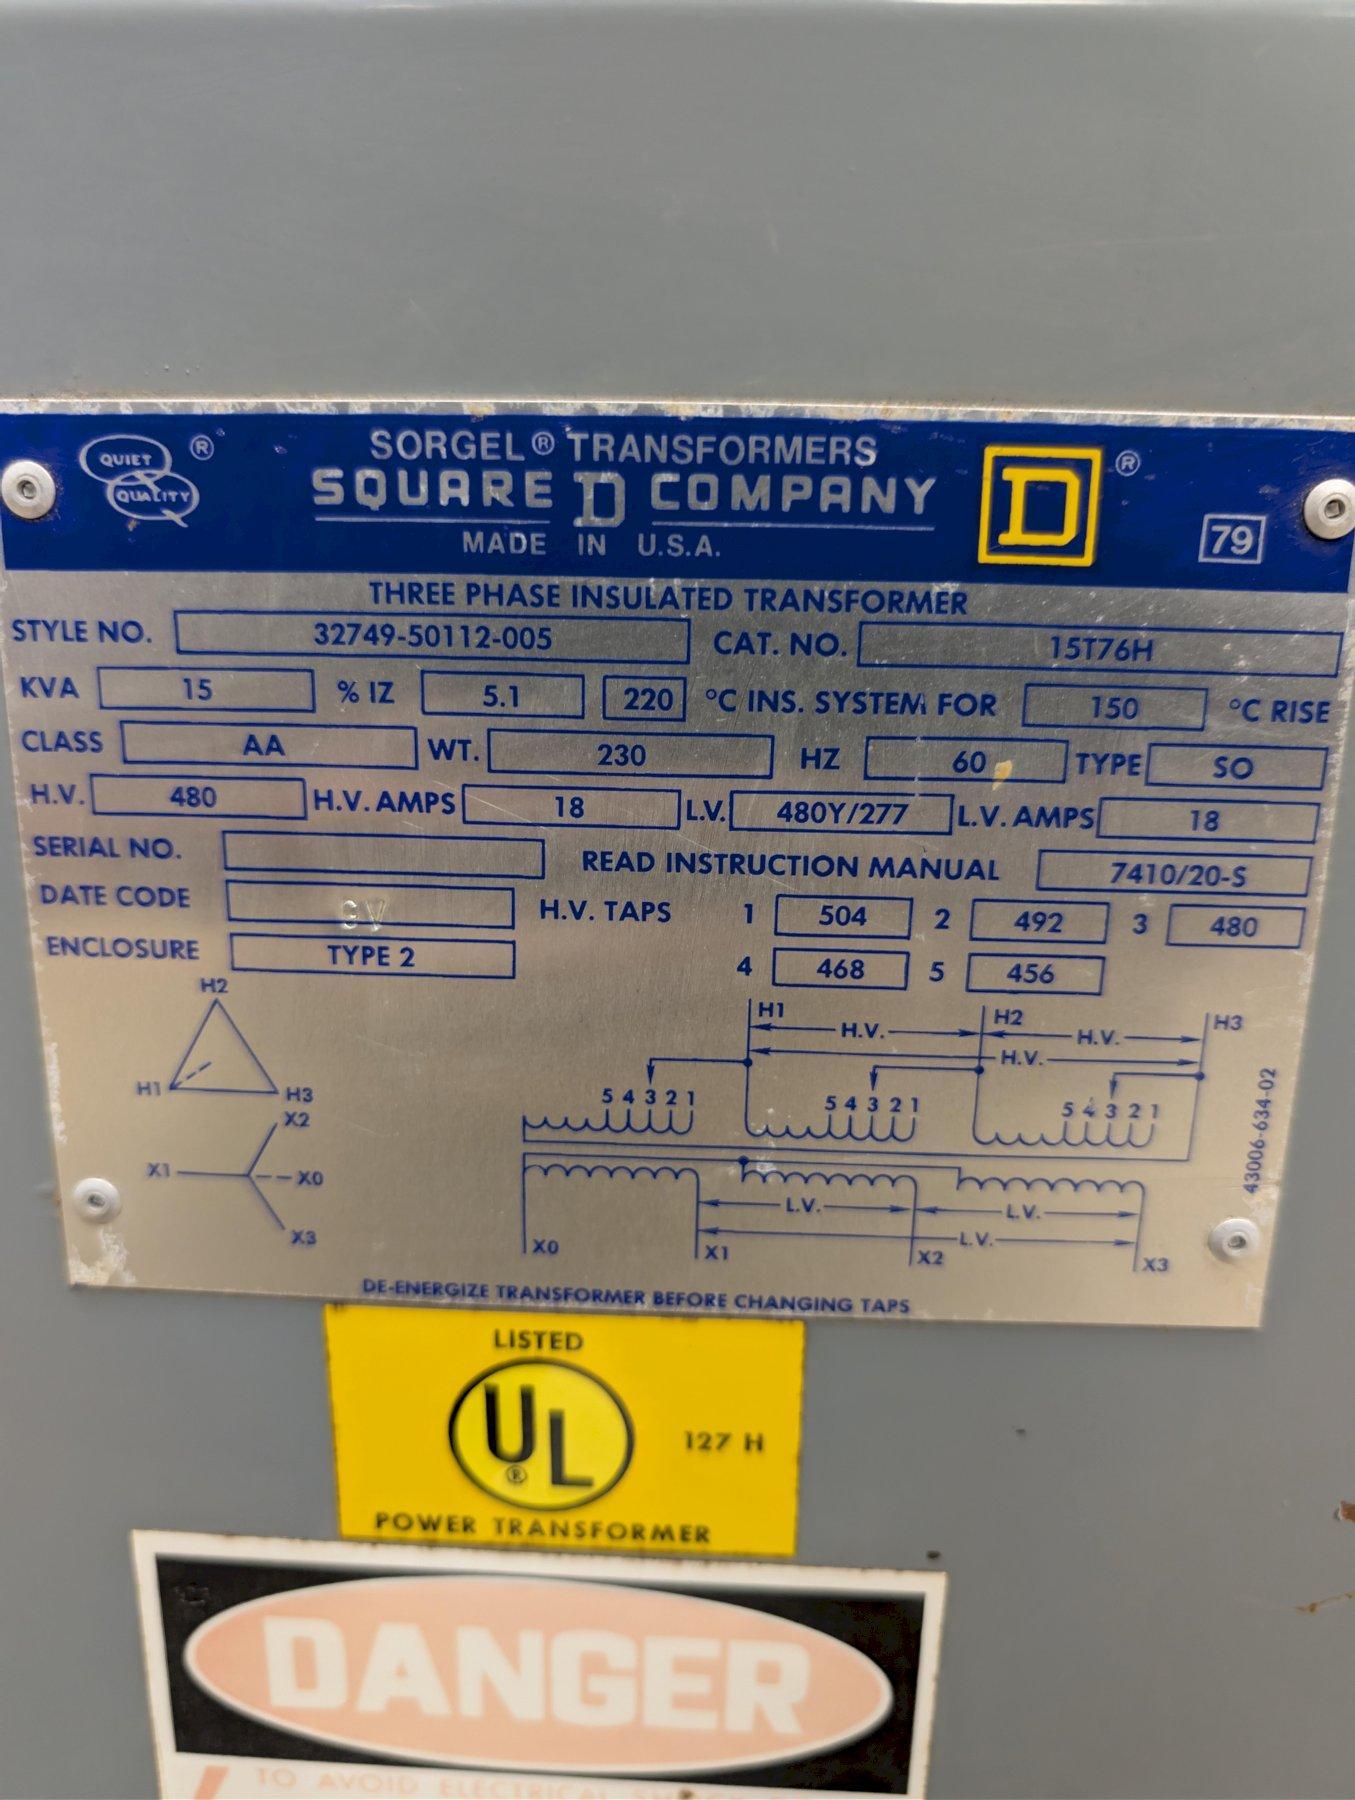 QUIET ® SORGEL® TRANSFORMERS
QUALITY SQUARE D COMPANY D ®
MADE IN U.S.A. 79
THREE PHASE INSULATED TRANSFORMER
STYLE NO. 32749-50112-005 CAT. NO. 15T76H
KVA 15 % IZ 5.1 220 °C INS. SYSTEM FOR 150 °C RISE
CLASS AA WT. 230 HZ 60 TYPE SO
H.V. 480 H.V. AMPS 18 L.V. 480Y/277 L.V. AMPS 18
SERIAL NO. READ INSTRUCTION MANUAL 7410/20-S
DATE CODE H.V. TAPS 1 504 2 492 3 480
ENCLOSURE TYPE 2 4 468 5 456
H2
H1 H3
X2
X1 X0
X3
H1 H.V. H2 H.V. H3
H.V.
5 4 3 2 1 5 4 3 2 1 5 4 3 2 1
L.V. L.V.
L.V.
X0 X1 X2 X3
43006-634-02
DE-ENERGIZE TRANSFORMER BEFORE CHANGING TAPS
LISTED
UL
®
127 H
POWER TRANSFORMER
DANGER
TO AVOID ELECTRICAL